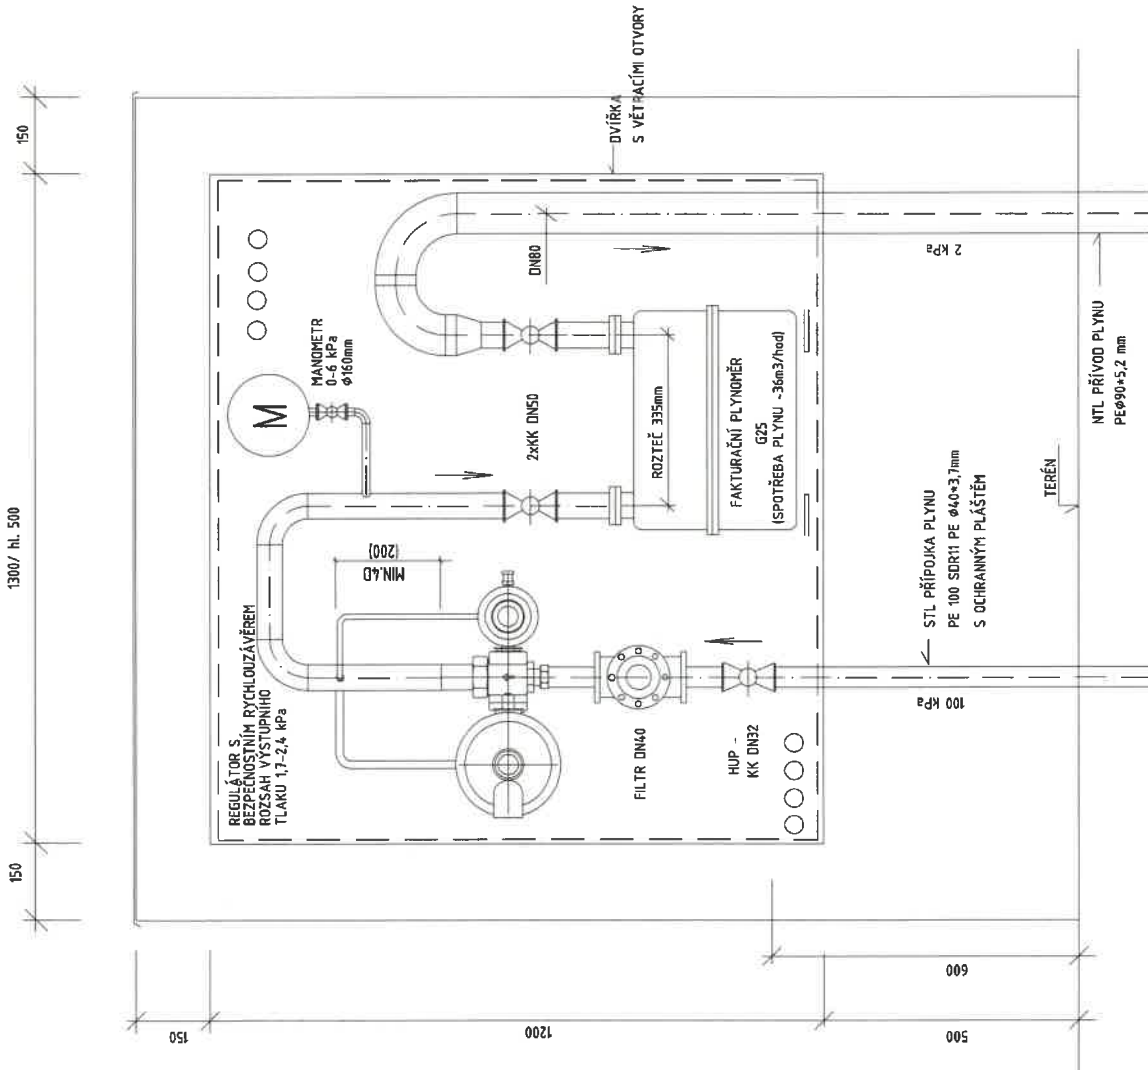 1300/ hl. 500
150
150
DVÍŘKA
S VĚTRACÍMI OTVORY
MANOMETR
0-6 kPa
φ160mm
M
REGULÁTOR S
BEZPEČNOSTNÍM RYCHLOUZÁVĚREM
ROZSAH VÝSTUPNÍHO
TLAKU 1,7-2,4 kPa
MIN.4D
(200)
DN80
2xKK DN50
ROZTEČ 335mm
FAKTURAČNÍ PLYNOMĚR
G25
(SPOTŘEBA PLYNU -36m3/hod)
FILTR DN40
HUP -
KK DN32
2 kPa
100 kPa
NTL PŘÍVOD PLYNU
PEφ90*5,2 mm
STL PŘÍPOJKA PLYNU
PE 100 SDR11 PE φ40*3,7mm
S OCHRANNÝM PLÁŠTĚM
TERÉN
150
1200
500
600